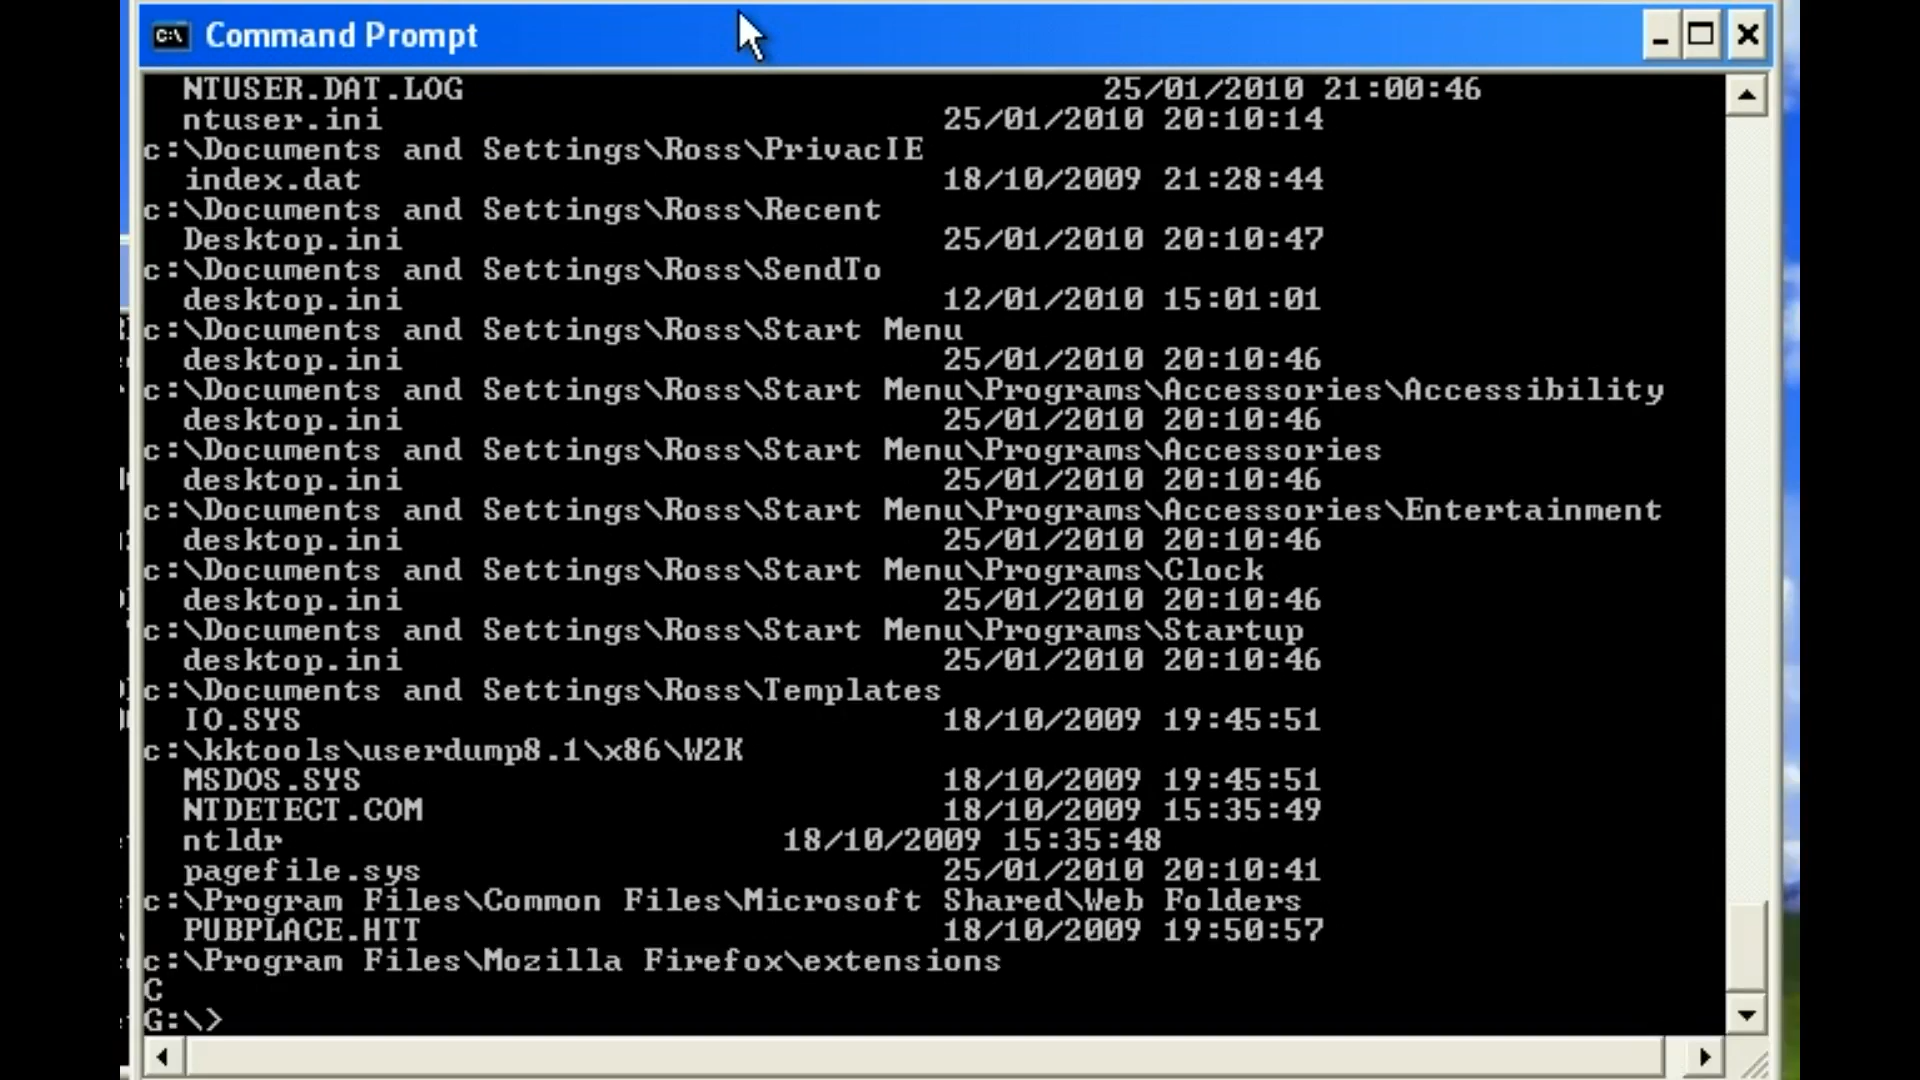 Command Prompt
NTUSER.DAT.LOG 25/01/2010 21:00:46
ntuser.ini 25/01/2010 20:10:14
c:\Documents and Settings\Ross\PrivacIE
index.dat 18/10/2009 21:28:44
c:\Documents and Settings\Ross\Recent
Desktop.ini 25/01/2010 20:10:47
c:\Documents and Settings\Ross\SendTo
desktop.ini 12/01/2010 15:01:01
c:\Documents and Settings\Ross\Start Menu
desktop.ini 25/01/2010 20:10:46
c:\Documents and Settings\Ross\Start Menu\Programs\Accessories\Accessibility
desktop.ini 25/01/2010 20:10:46
c:\Documents and Settings\Ross\Start Menu\Programs\Accessories
desktop.ini 25/01/2010 20:10:46
c:\Documents and Settings\Ross\Start Menu\Programs\Accessories\Entertainment
desktop.ini 25/01/2010 20:10:46
c:\Documents and Settings\Ross\Start Menu\Programs\Clock
desktop.ini 25/01/2010 20:10:46
c:\Documents and Settings\Ross\Start Menu\Programs\Startup
desktop.ini 25/01/2010 20:10:46
c:\Documents and Settings\Ross\Templates
IO.SYS 18/10/2009 19:45:51
c:\kktools\userdump8.1\x86\W2K
MSDOS.SYS 18/10/2009 19:45:51
NTDETECT.COM 18/10/2009 15:35:49
ntldr 18/10/2009 15:35:48
pagefile.sys 25/01/2010 20:10:41
c:\Program Files\Common Files\Microsoft Shared\Web Folders
PUBPLACE.HTT 18/10/2009 19:50:57
c:\Program Files\Mozilla Firefox\extensions
C
G:\>